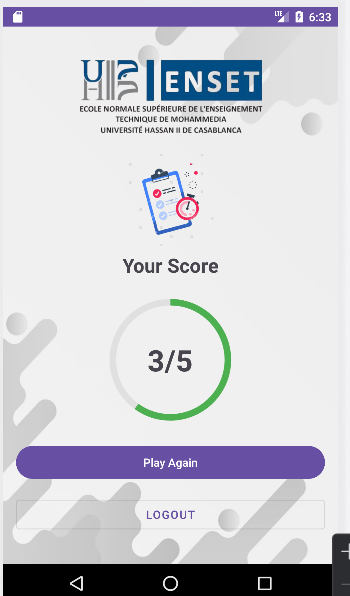 LTE 6:33
UH2C ENSET
ECOLE NORMALE SUPÉRIEURE DE L'ENSEIGNEMENT
TECHNIQUE DE MOHAMMEDIA
UNIVERSITÉ HASSAN II DE CASABLANCA
Your Score
3/5
Play Again
LOGOUT